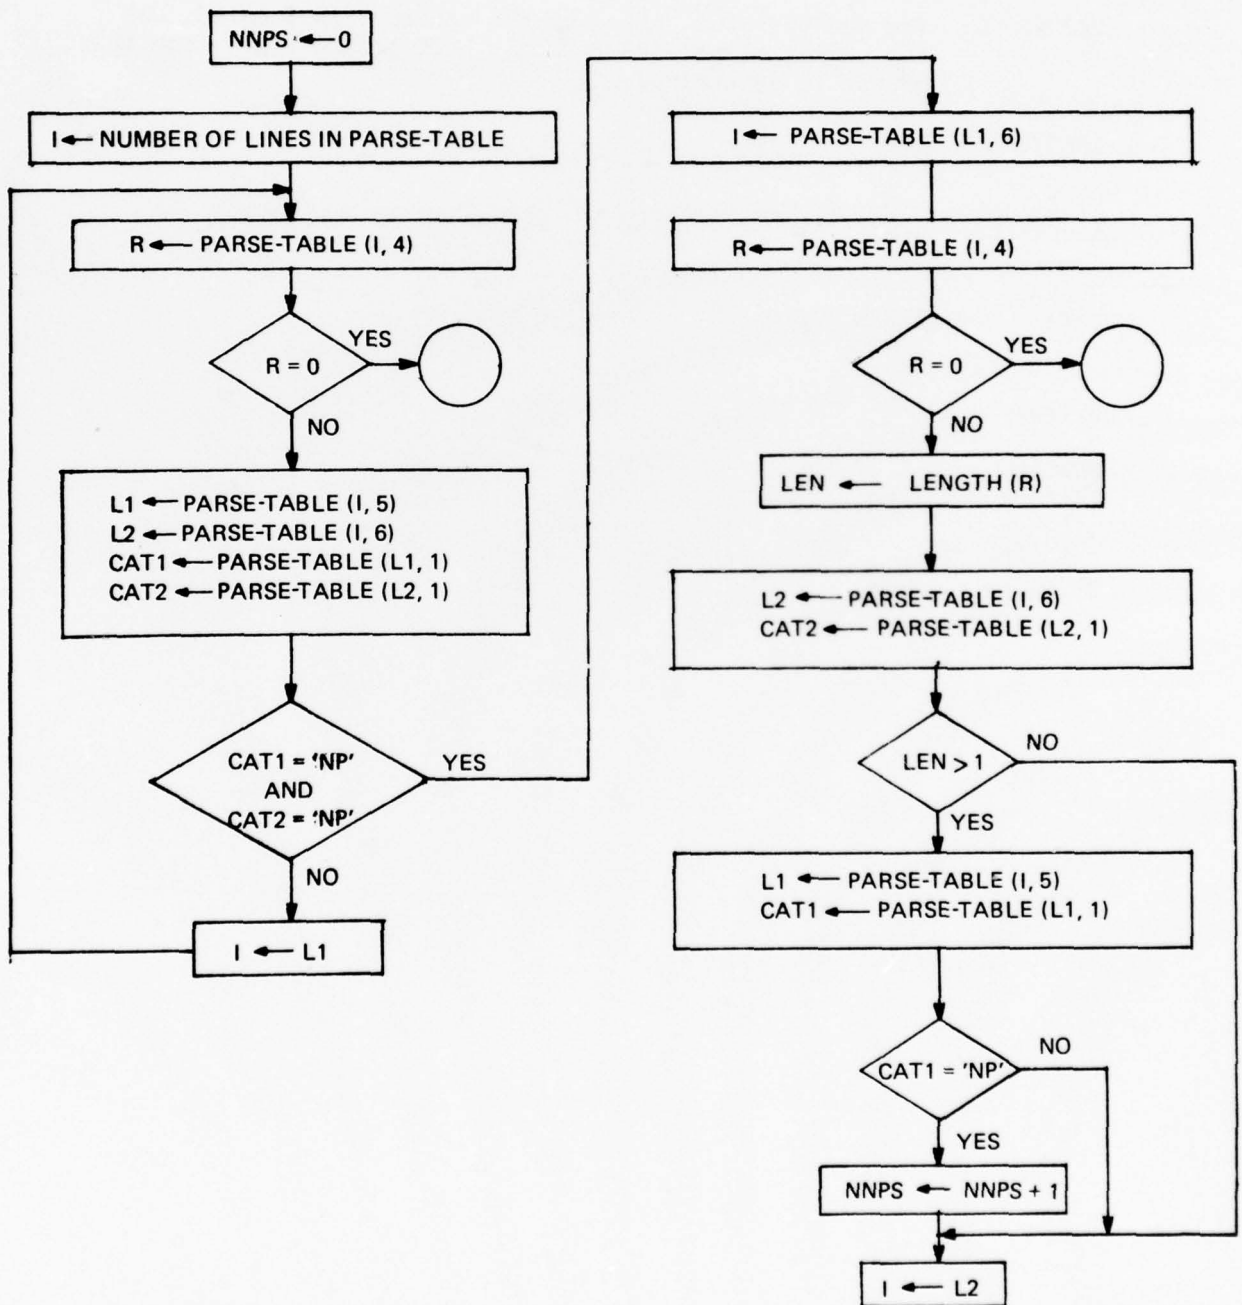 NNPS ← 0
I ← NUMBER OF LINES IN PARSE-TABLE
R ← PARSE-TABLE (I, 4)
R = 0
YES
NO
L1 ← PARSE-TABLE (I, 5)
L2 ← PARSE-TABLE (I, 6)
CAT1 ← PARSE-TABLE (L1, 1)
CAT2 ← PARSE-TABLE (L2, 1)
CAT1 = 'NP'
AND
CAT2 = 'NP'
YES
NO
I ← L1
I ← PARSE-TABLE (L1, 6)
R ← PARSE-TABLE (I, 4)
R = 0
YES
NO
LEN ← LENGTH (R)
L2 ← PARSE-TABLE (I, 6)
CAT2 ← PARSE-TABLE (L2, 1)
LEN > 1
NO
YES
L1 ← PARSE-TABLE (I, 5)
CAT1 ← PARSE-TABLE (L1, 1)
CAT1 = 'NP'
NO
YES
NNPS ← NNPS + 1
I ← L2